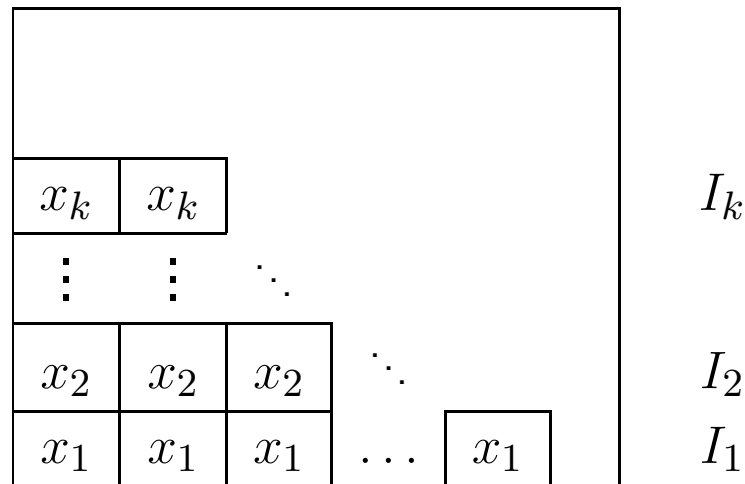 x_k x_k I_k
⋮ ⋮ ⋱
x_2 x_2 x_2 ⋱ I_2
x_1 x_1 x_1 … x_1 I_1